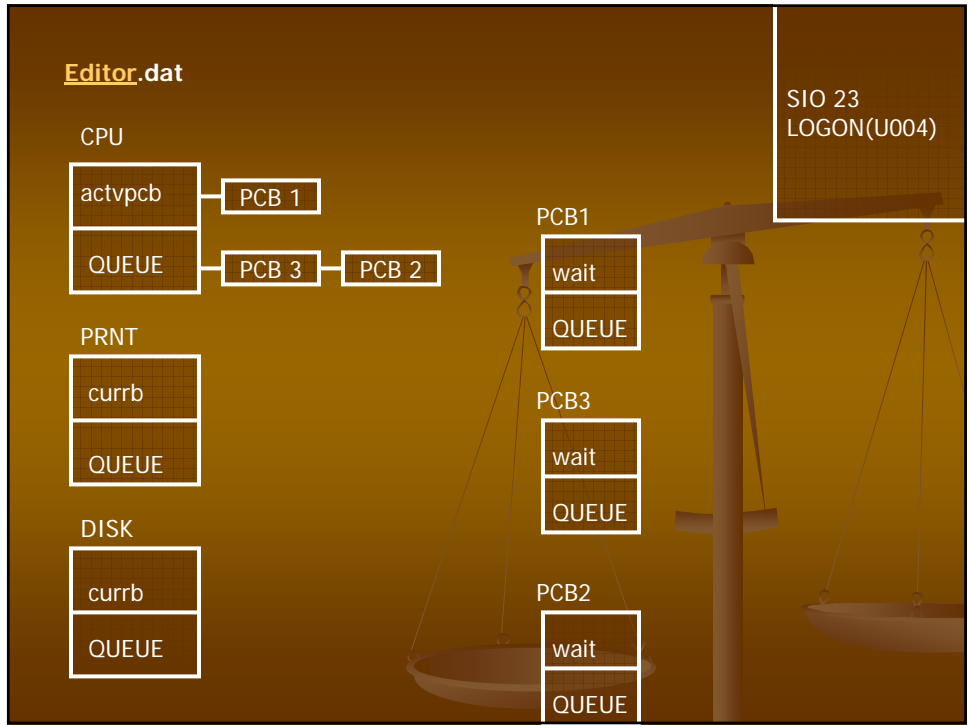 Editor.dat
SIO 23
LOGON(U004)
CPU
actvpcb
PCB 1
QUEUE
PCB 3
PCB 2
PRNT
currb
QUEUE
DISK
currb
QUEUE
PCB1
wait
QUEUE
PCB3
wait
QUEUE
PCB2
wait
QUEUE